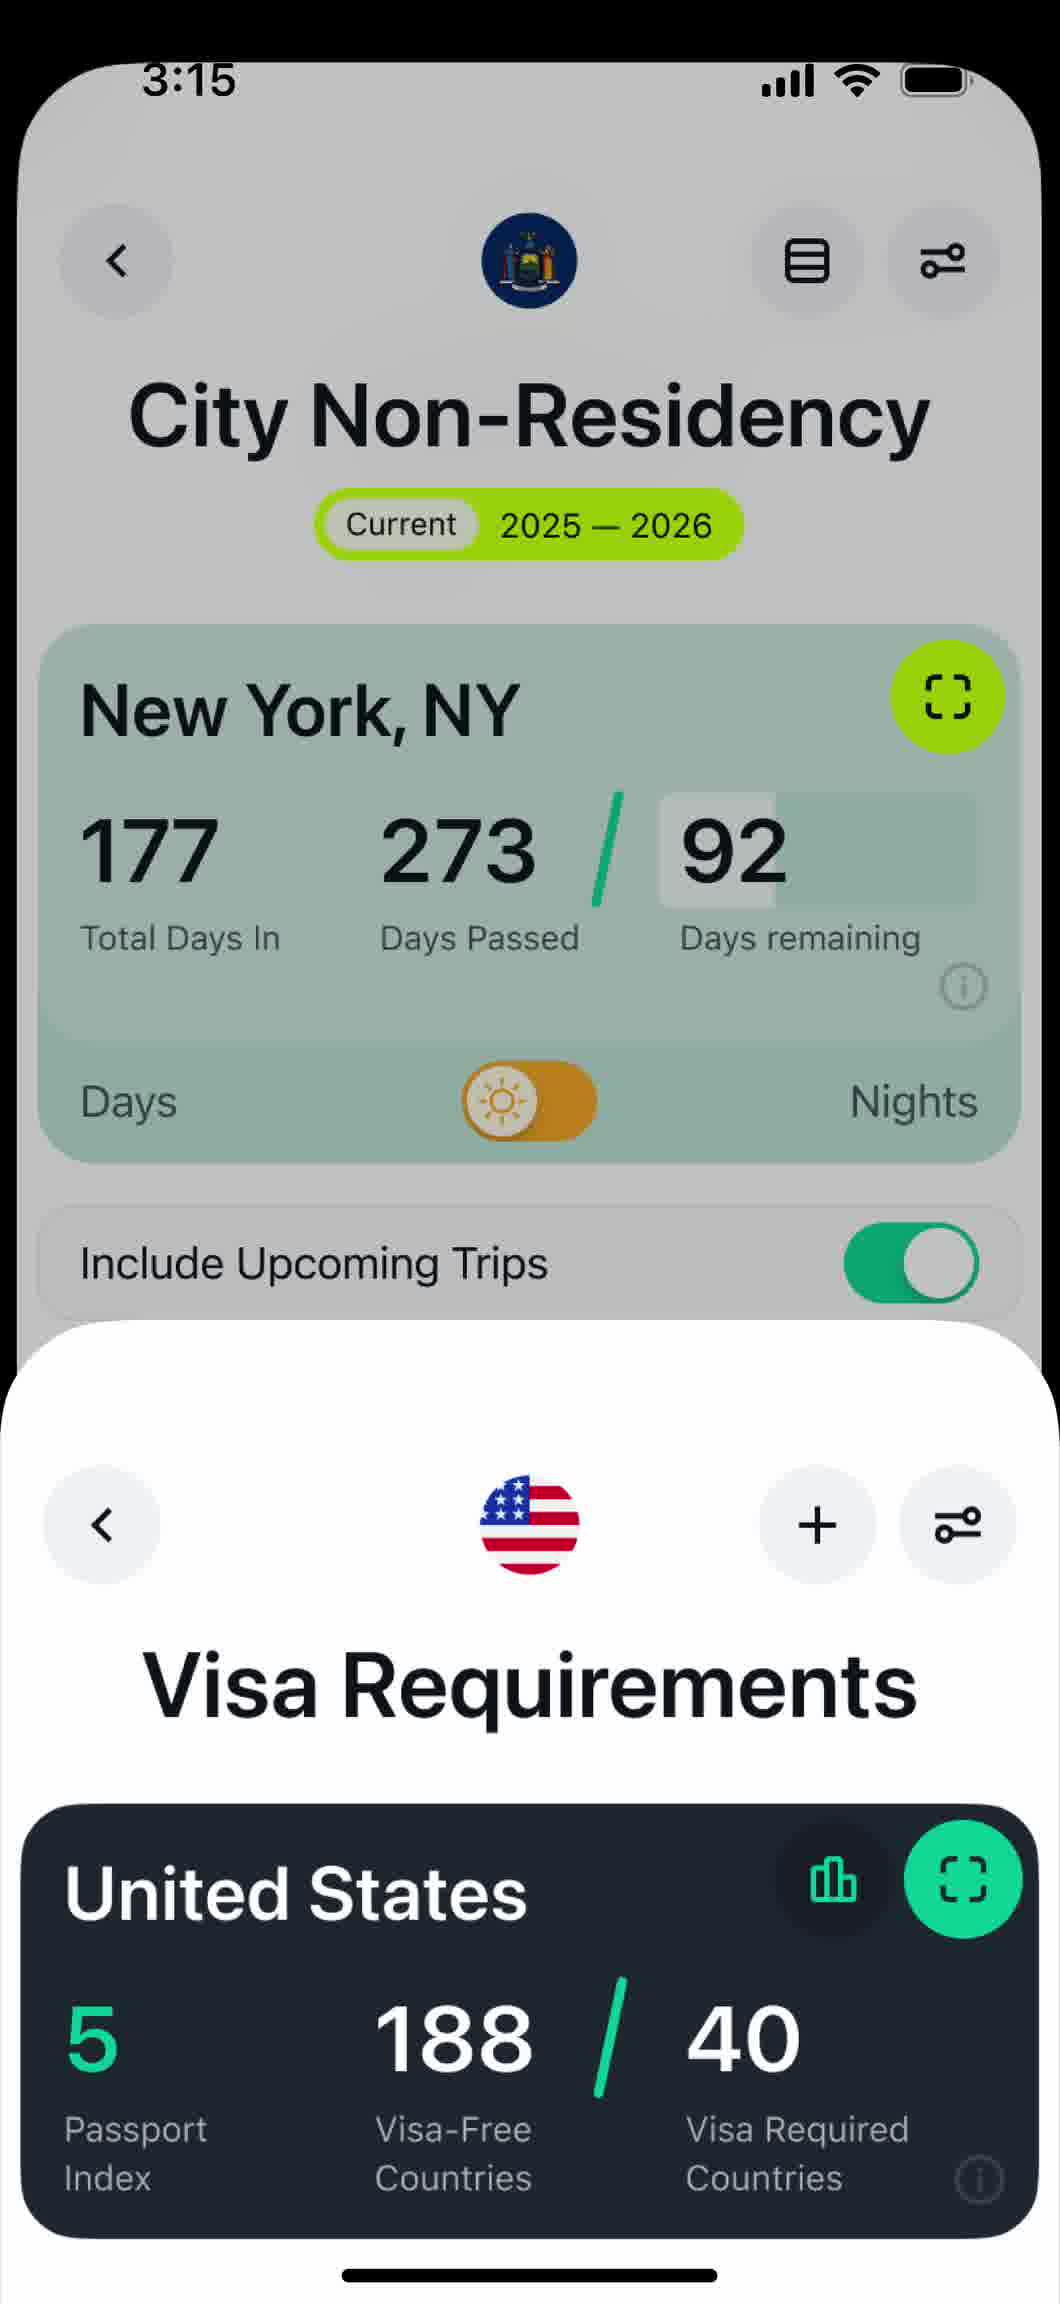 3:15
City Non-Residency
Current 2025 — 2026
New York, NY
177 273 / 92
Total Days In Days Passed Days remaining
Days Nights
Include Upcoming Trips
Visa Requirements
United States
5 188 / 40
Passport Index Visa-Free Countries Visa Required Countries